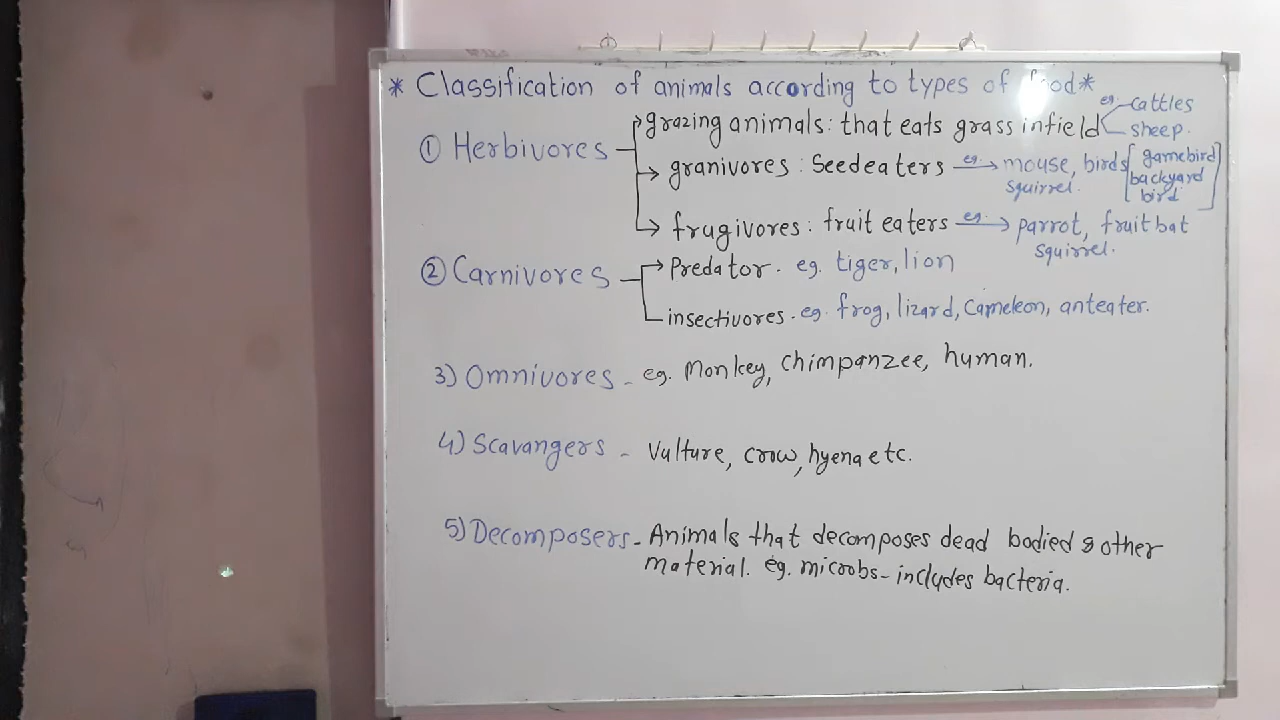 * Classification of animals according to types of food *
① Herbivores
grazing animals: that eats grass infield eg. cattles
sheep.
granivores: Seedeaters eg. mouse, birds [gamebird
squirrel. backyard
bird]
frugivores: fruit eaters eg. parrot, fruit bat
squirrel.
② Carnivores
Predator. eg. tiger, lion
insectivores. eg. frog, lizard, Cameleon, anteater.
3) Omnivores - eg. Monkey, Chimpanzee, human.
4) Scavangers - Vulture, crow, hyena etc.
5) Decomposers - Animals that decomposes dead bodied & other
material. eg. microbs - includes bacteria.